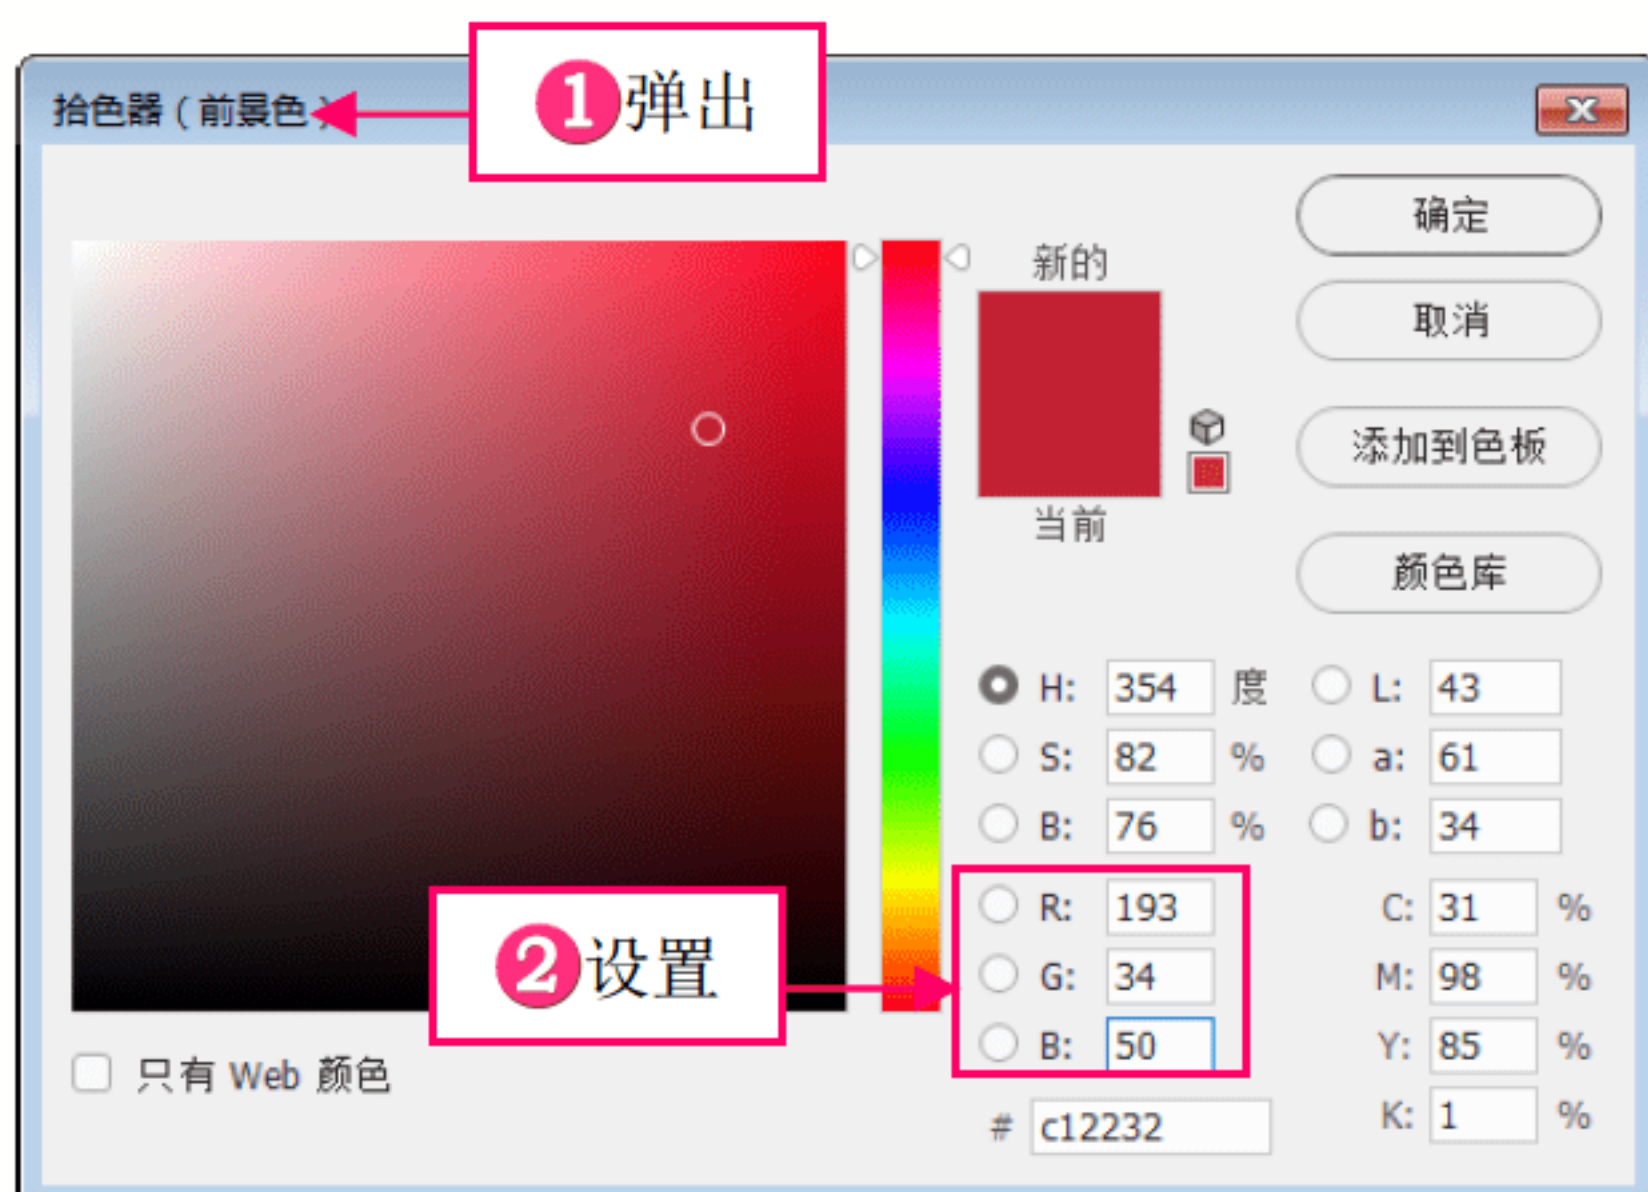 ❶弹出
拾色器（前景色）
确定
新的
取消
添加到色板
当前
颜色库
H: 354 度
L: 43
S: 82 %
a: 61
B: 76 %
b: 34
R: 193
C: 31 %
❷设置
G: 34
M: 98 %
B: 50
Y: 85 %
只有 Web 颜色
# c12232
K: 1 %